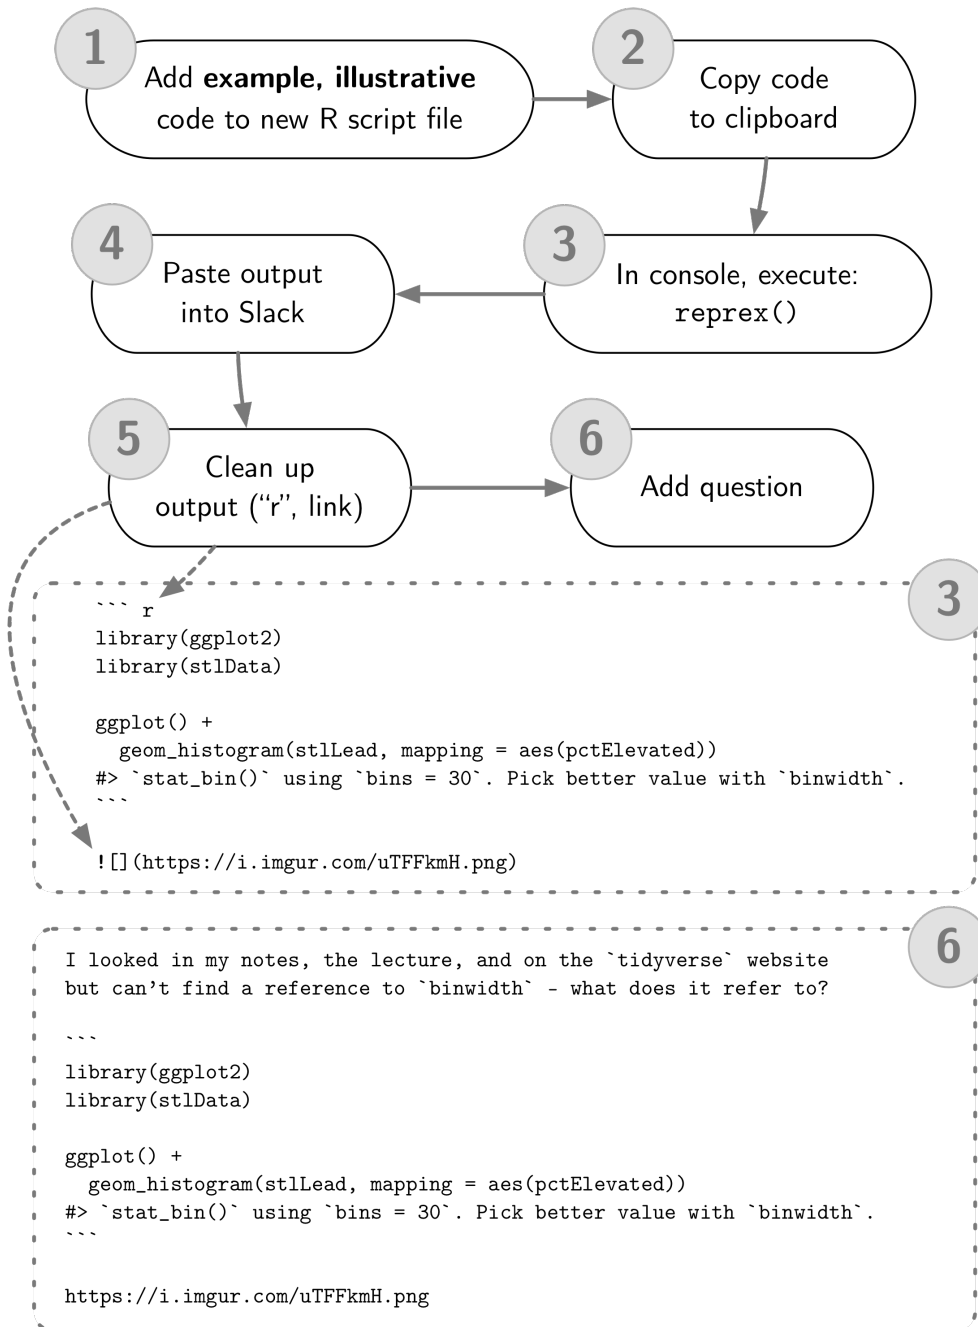 1
Add example, illustrative
code to new R script file
2
Copy code
to clipboard
3
In console, execute:
reprex()
4
Paste output
into Slack
5
Clean up
output (“r”, link)
6
Add question
3
``` r
library(ggplot2)
library(stlData)

ggplot() +
  geom_histogram(stlLead, mapping = aes(pctElevated))
#> `stat_bin()` using `bins = 30`. Pick better value with `binwidth`.
```

![](https://i.imgur.com/uTFFkmH.png)
6
I looked in my notes, the lecture, and on the `tidyverse` website
but can't find a reference to `binwidth` - what does it refer to?

```
library(ggplot2)
library(stlData)

ggplot() +
  geom_histogram(stlLead, mapping = aes(pctElevated))
#> `stat_bin()` using `bins = 30`. Pick better value with `binwidth`.
```

https://i.imgur.com/uTFFkmH.png